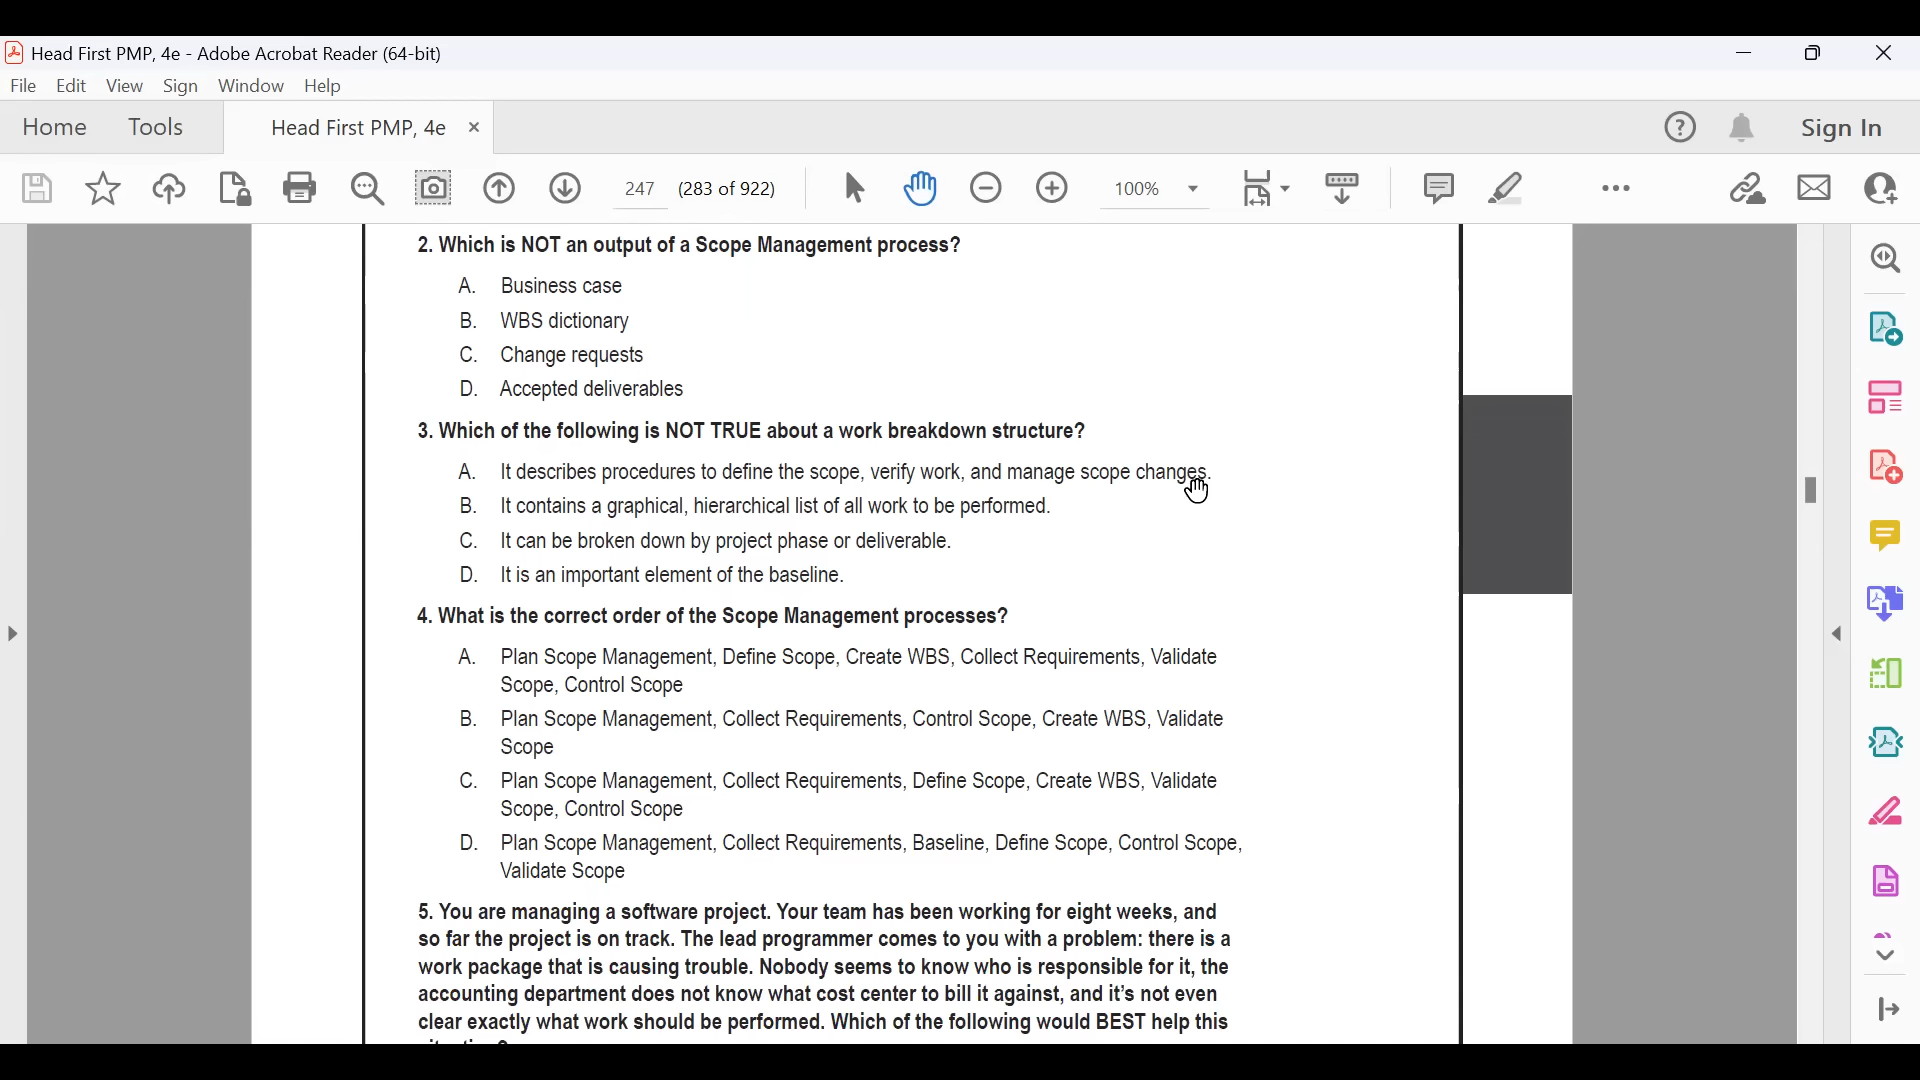 Head First PMP, 4e - Adobe Acrobat Reader (64-bit)
File Edit View Sign Window Help
Home Tools Head First PMP, 4e × Sign In
247 (283 of 922) 100%
2. Which is NOT an output of a Scope Management process?
A. Business case
B. WBS dictionary
C. Change requests
D. Accepted deliverables
3. Which of the following is NOT TRUE about a work breakdown structure?
A. It describes procedures to define the scope, verify work, and manage scope changes.
B. It contains a graphical, hierarchical list of all work to be performed.
C. It can be broken down by project phase or deliverable.
D. It is an important element of the baseline.
4. What is the correct order of the Scope Management processes?
A. Plan Scope Management, Define Scope, Create WBS, Collect Requirements, Validate
Scope, Control Scope
B. Plan Scope Management, Collect Requirements, Control Scope, Create WBS, Validate
Scope
C. Plan Scope Management, Collect Requirements, Define Scope, Create WBS, Validate
Scope, Control Scope
D. Plan Scope Management, Collect Requirements, Baseline, Define Scope, Control Scope,
Validate Scope
5. You are managing a software project. Your team has been working for eight weeks, and
so far the project is on track. The lead programmer comes to you with a problem: there is a
work package that is causing trouble. Nobody seems to know who is responsible for it, the
accounting department does not know what cost center to bill it against, and it's not even
clear exactly what work should be performed. Which of the following would BEST help this